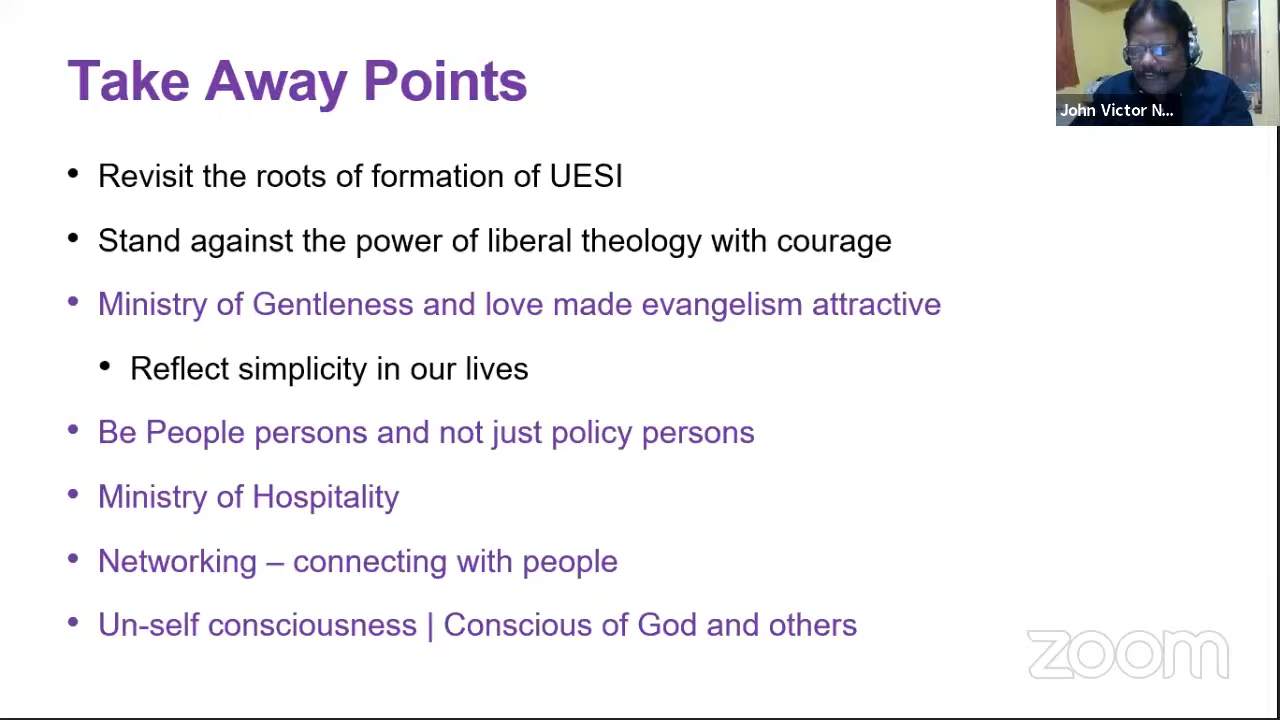 Take Away Points
John Victor N...
• Revisit the roots of formation of UESI
• Stand against the power of liberal theology with courage
• Ministry of Gentleness and love made evangelism attractive
• Reflect simplicity in our lives
• Be People persons and not just policy persons
• Ministry of Hospitality
• Networking – connecting with people
• Un-self consciousness | Conscious of God and others
zoom